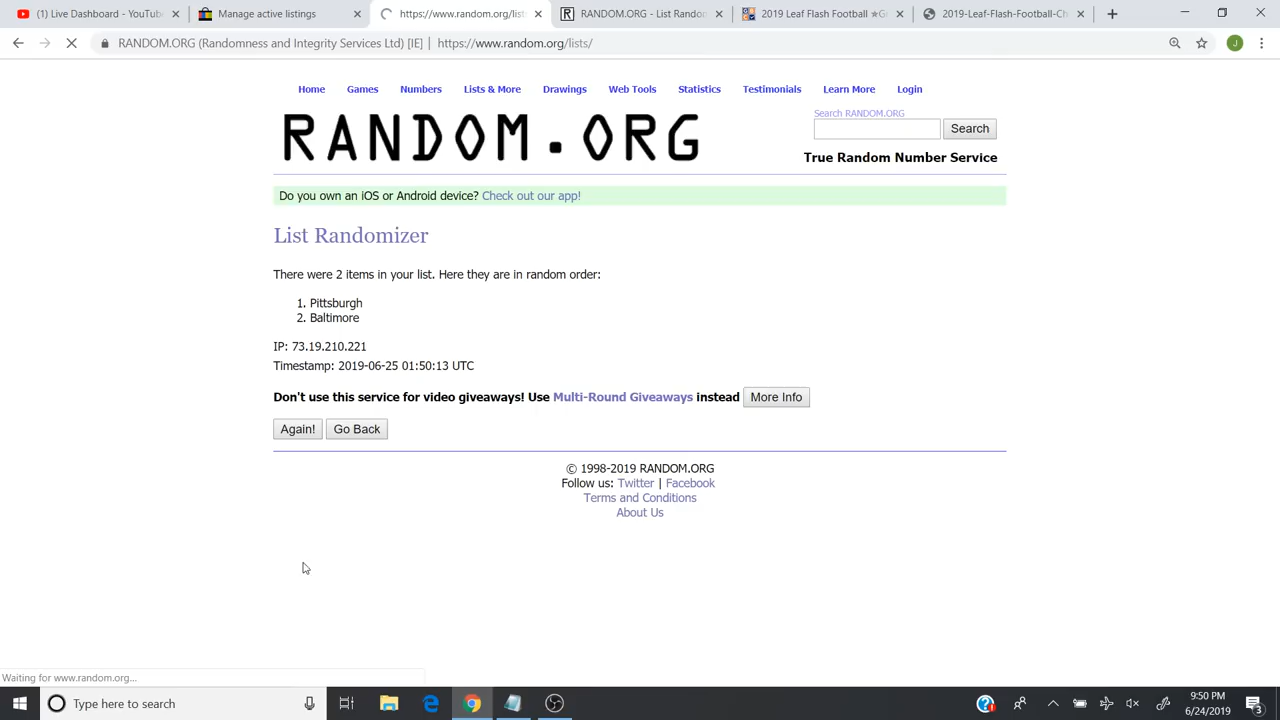 (1) Live Dashboard - YouTub
Manage active listings
https://www.random.org/list
RANDOM.ORG - List Random
2019 Leaf Flash Football
2019-Leaf-Flash-Football-Ch
RANDOM.ORG (Randomness and Integrity Services Ltd) [IE] | https://www.random.org/lists/
J
Home Games Numbers Lists & More Drawings Web Tools Statistics Testimonials Learn More Login
RANDOM.ORG
Search RANDOM.ORG
Search
True Random Number Service
Do you own an iOS or Android device? Check out our app!
List Randomizer
There were 2 items in your list. Here they are in random order:
1. Pittsburgh
2. Baltimore
IP: 73.19.210.221
Timestamp: 2019-06-25 01:50:13 UTC
Don't use this service for video giveaways! Use Multi-Round Giveaways instead More Info
Again! Go Back
© 1998-2019 RANDOM.ORG
Follow us: Twitter | Facebook
Terms and Conditions
About Us
Waiting for www.random.org...
Type here to search
9:50 PM
6/24/2019
3